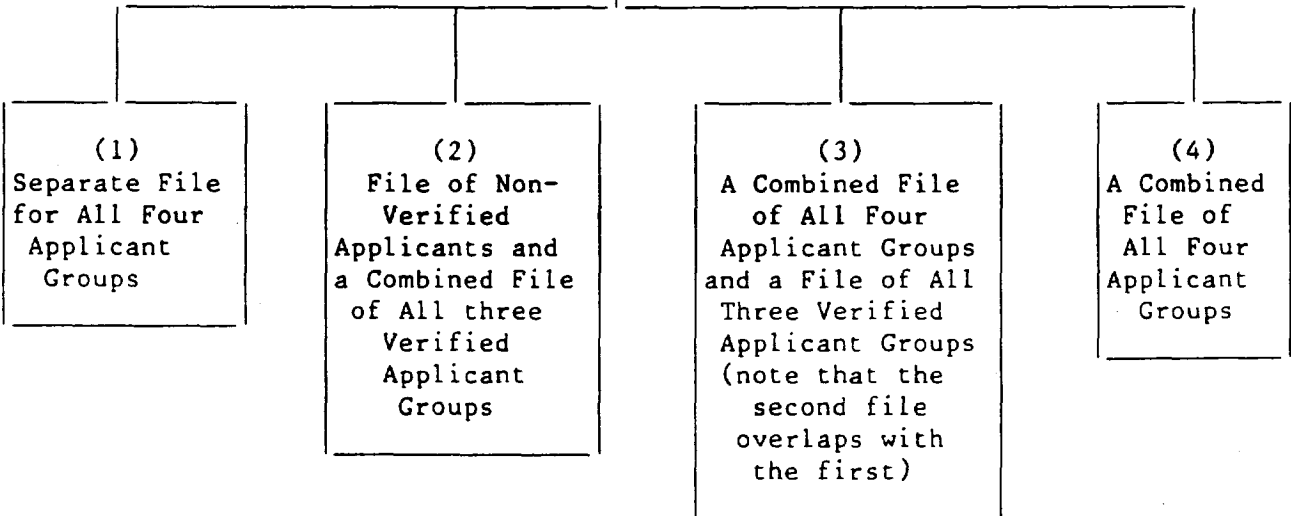 (1)
Separate File
for All Four
Applicant
Groups
(2)
File of Non-
Verified
Applicants and
a Combined File
of All three
Verified
Applicant
Groups
(3)
A Combined File
of All Four
Applicant Groups
and a File of All
Three Verified
Applicant Groups
(note that the
second file
overlaps with
the first)
(4)
A Combined
File of
All Four
Applicant
Groups